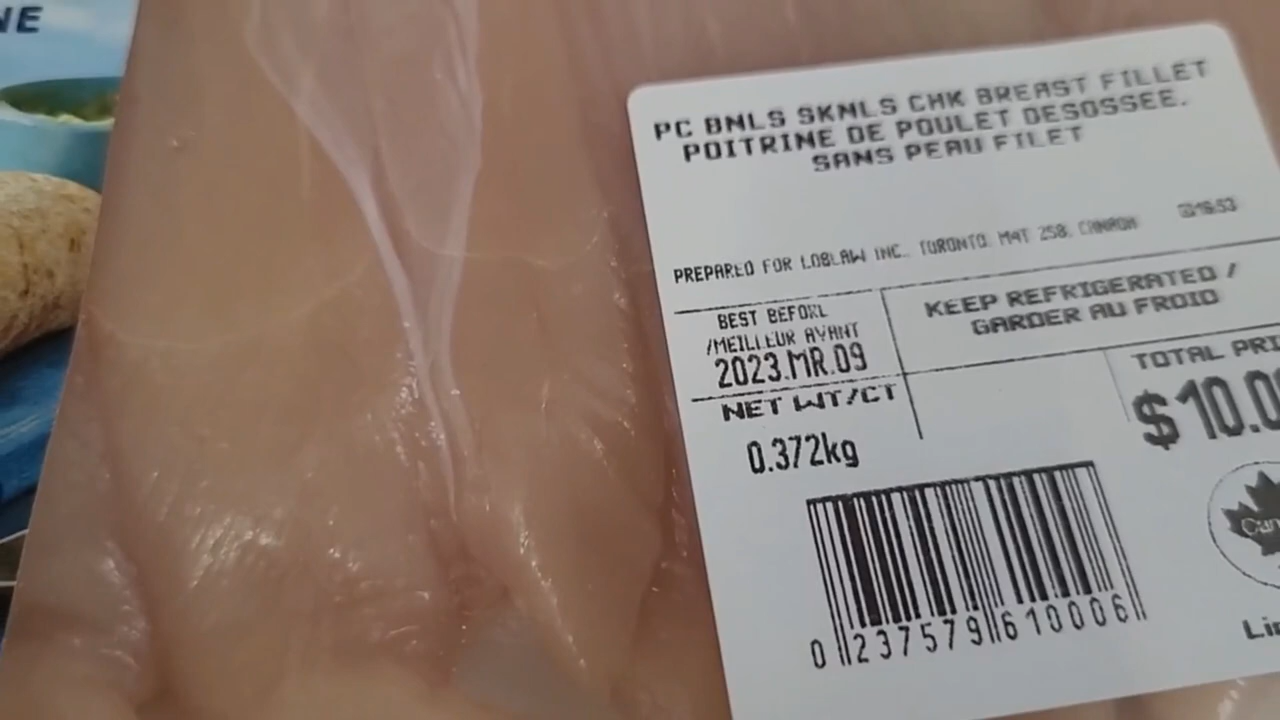 PC BNLS SKNLS CHK BREAST FILLET
POITRINE DE POULET DESOSSEE.
SANS PEAU FILET
PREPARED FOR LOBLAW INC., TORONTO. M4T 2S8, CANADA
BEST BEFORE
/MEILLEUR AVANT
2023.MR.09
KEEP REFRIGERATED /
GARDER AU FROID
NET WT/CT
0.372kg
TOTAL PRI
$10.0
0 237579 610006